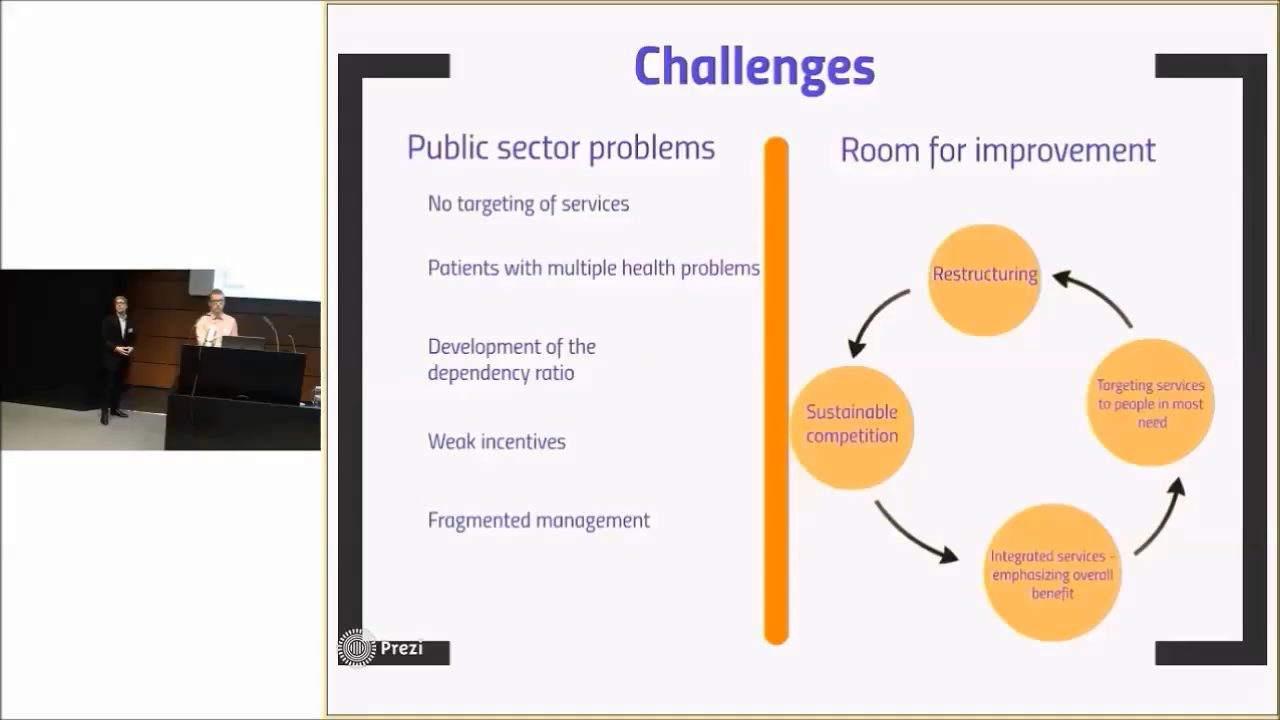 Challenges
Public sector problems
No targeting of services
Patients with multiple health problems
Development of the
dependency ratio
Weak incentives
Fragmented management
Room for improvement
Restructuring
Sustainable
competition
Integrated services -
emphasizing overall
benefit
Targeting services
to people in most
need
Prezi